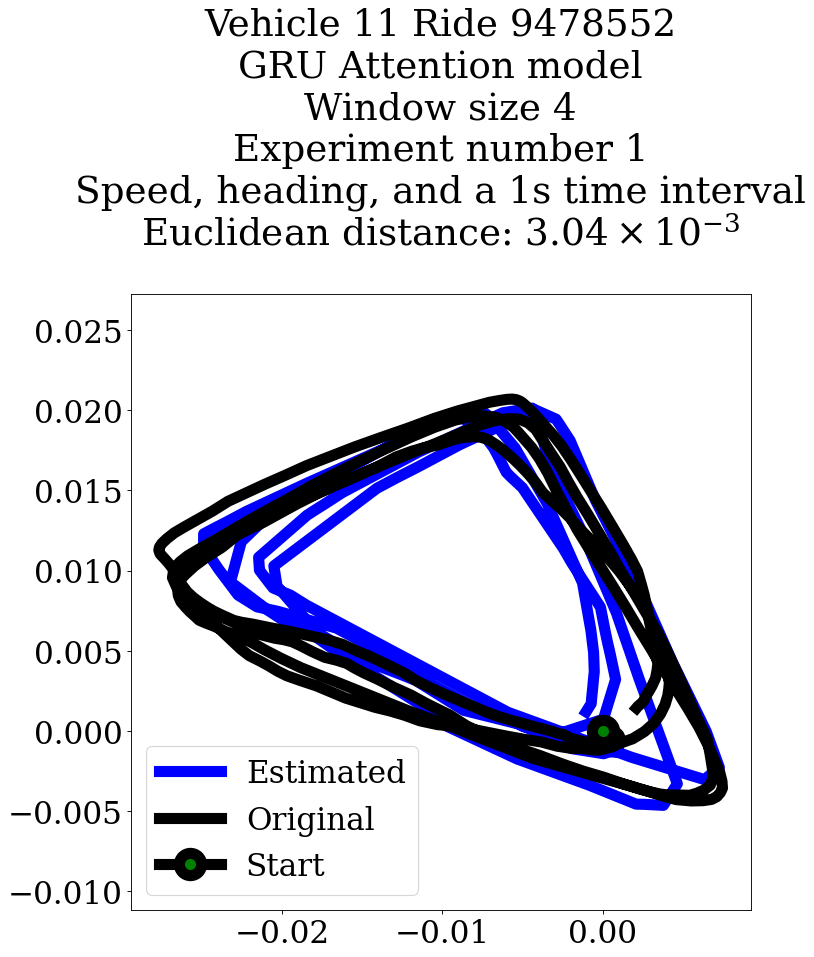 Vehicle 11 Ride 9478552
GRU Attention model
Window size 4
Experiment number 1
Speed, heading, and a 1s time interval
Euclidean distance: 3.04 × 10⁻³
0.025
0.020
0.015
0.010
0.005
0.000
−0.005
−0.010
Estimated
Original
Start
−0.02
−0.01
0.00